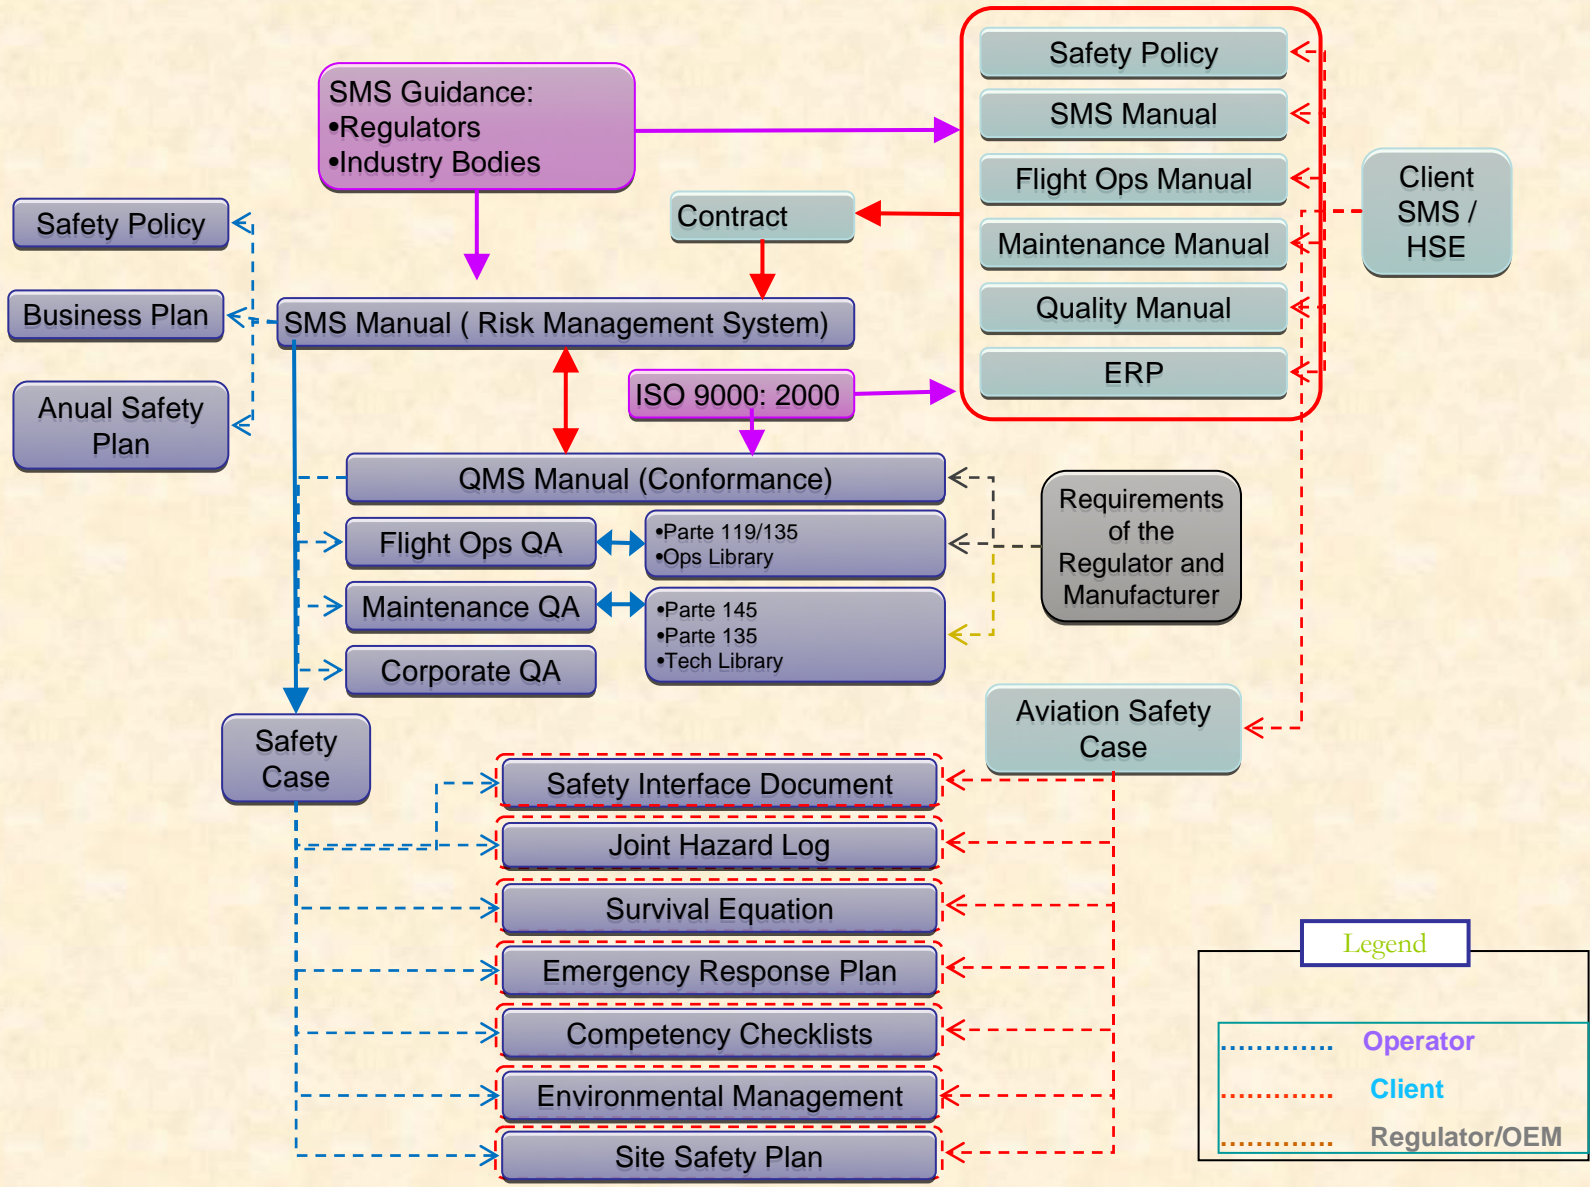 SMS Guidance:
•Regulators
•Industry Bodies
Safety Policy
SMS Manual
Flight Ops Manual
Maintenance Manual
Quality Manual
ERP
Client
SMS /
HSE
Contract
Safety Policy
Business Plan
Anual Safety
Plan
SMS Manual ( Risk Management System)
ISO 9000: 2000
QMS Manual (Conformance)
Flight Ops QA
•Parte 119/135
•Ops Library
Maintenance QA
•Parte 145
•Parte 135
•Tech Library
Corporate QA
Requirements
of the
Regulator and
Manufacturer
Safety
Case
Aviation Safety
Case
Safety Interface Document
Joint Hazard Log
Survival Equation
Emergency Response Plan
Competency Checklists
Environmental Management
Site Safety Plan
Legend
............. Operator
............. Client
............. Regulator/OEM